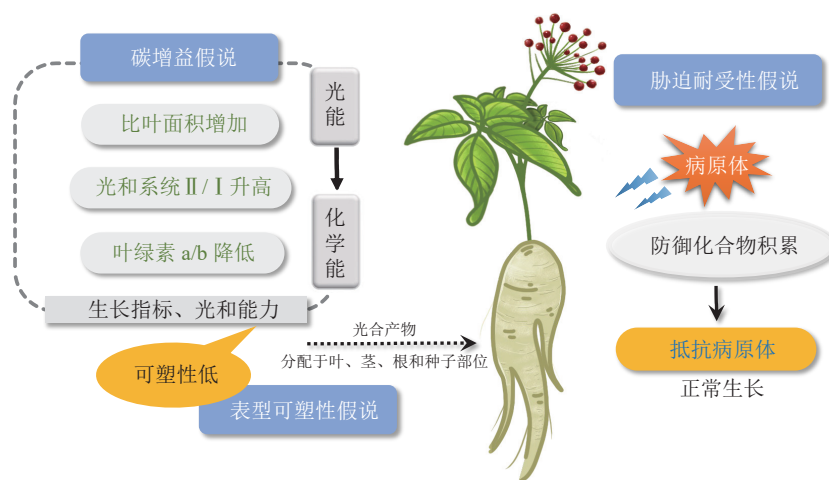 碳增益假说
光能
比叶面积增加
光和系统Ⅱ/Ⅰ升高
化学能
叶绿素 a/b 降低
生长指标、光和能力
可塑性低
表型可塑性假说
光合产物
分配于叶、茎、根和种子部位
胁迫耐受性假说
病原体
防御化合物积累
抵抗病原体
正常生长